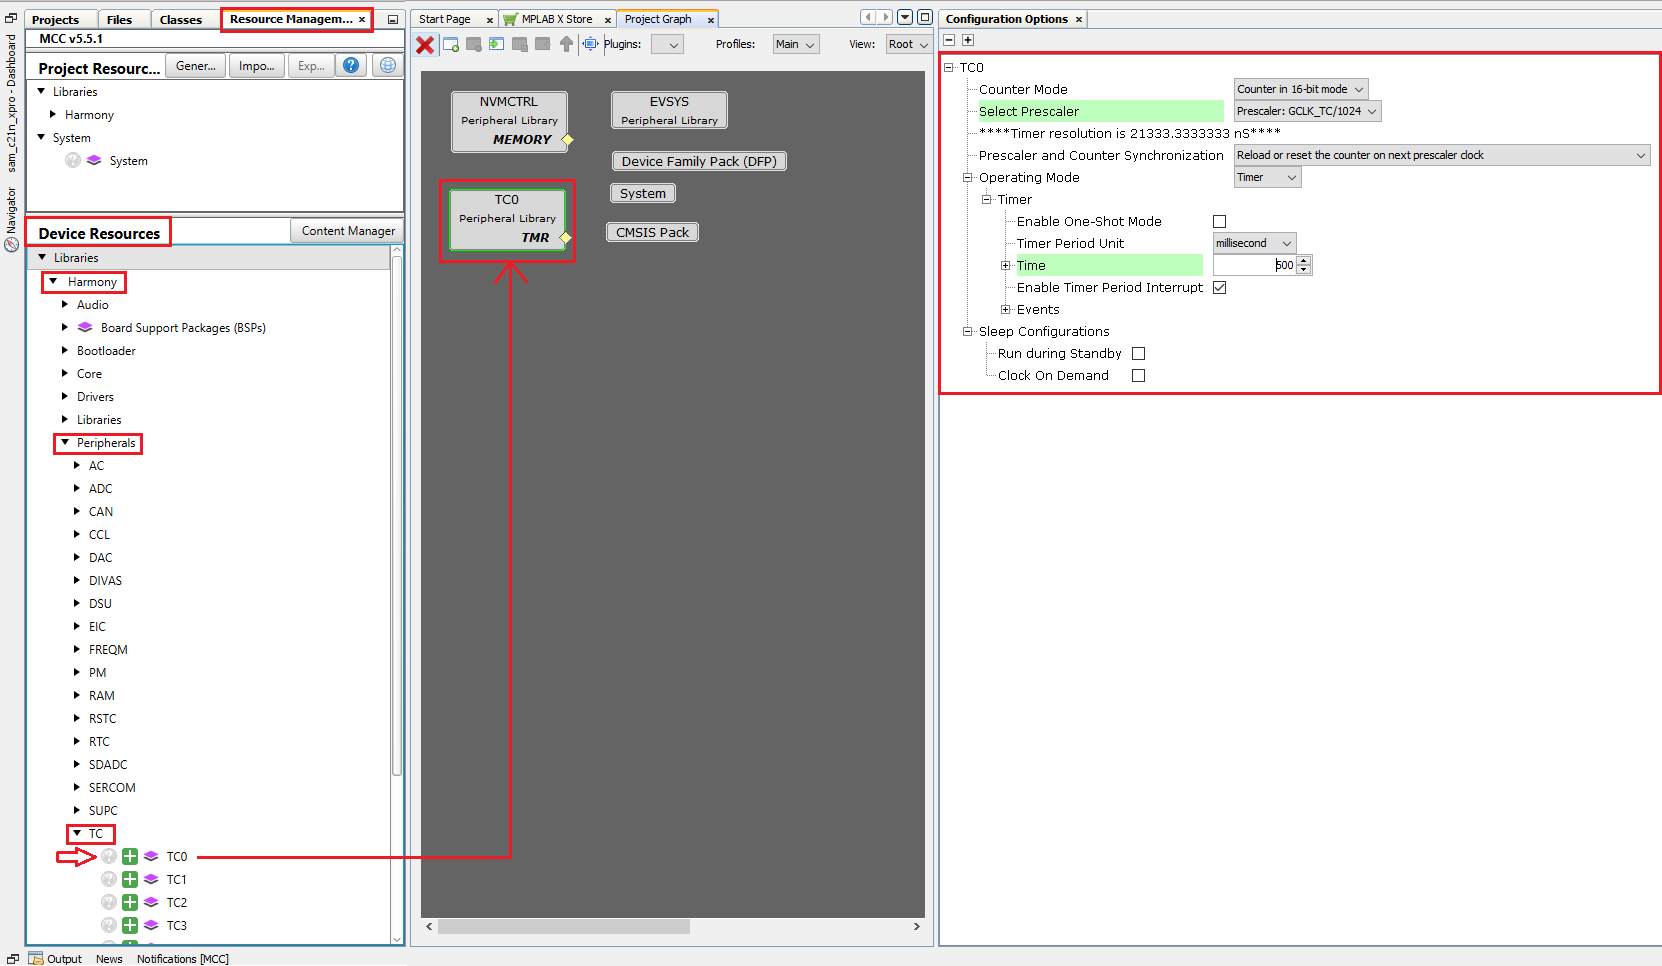 Projects
Files
Classes
Resource Managem...
MCC v5.5.1
Project Resourc...
Gener...
Impo...
Exp...
Libraries
Harmony
System
System
Device Resources
Content Manager
Libraries
Harmony
Audio
Board Support Packages (BSPs)
Bootloader
Core
Drivers
Libraries
Peripherals
AC
ADC
CAN
CCL
DAC
DIVAS
DSU
EIC
FREQM
PM
RAM
RSTC
RTC
SDADC
SERCOM
SUPC
TC
TC0
TC1
TC2
TC3
sam_c21n_xpro - Dashboard
Navigator
Start Page
MPLAB X Store
Project Graph
Plugins:
Profiles:
Main
View:
Root
NVMCTRL
Peripheral Library
MEMORY
EVSYS
Peripheral Library
Device Family Pack (DFP)
System
CMSIS Pack
TC0
Peripheral Library
TMR
Configuration Options
TC0
Counter Mode
Counter in 16-bit mode
Select Prescaler
Prescaler: GCLK_TC/1024
****Timer resolution is 21333.3333333 nS****
Prescaler and Counter Synchronization
Reload or reset the counter on next prescaler clock
Operating Mode
Timer
Timer
Enable One-Shot Mode
Timer Period Unit
millisecond
Time
500
Enable Timer Period Interrupt
Events
Sleep Configurations
Run during Standby
Clock On Demand
Output
News
Notifications [MCC]